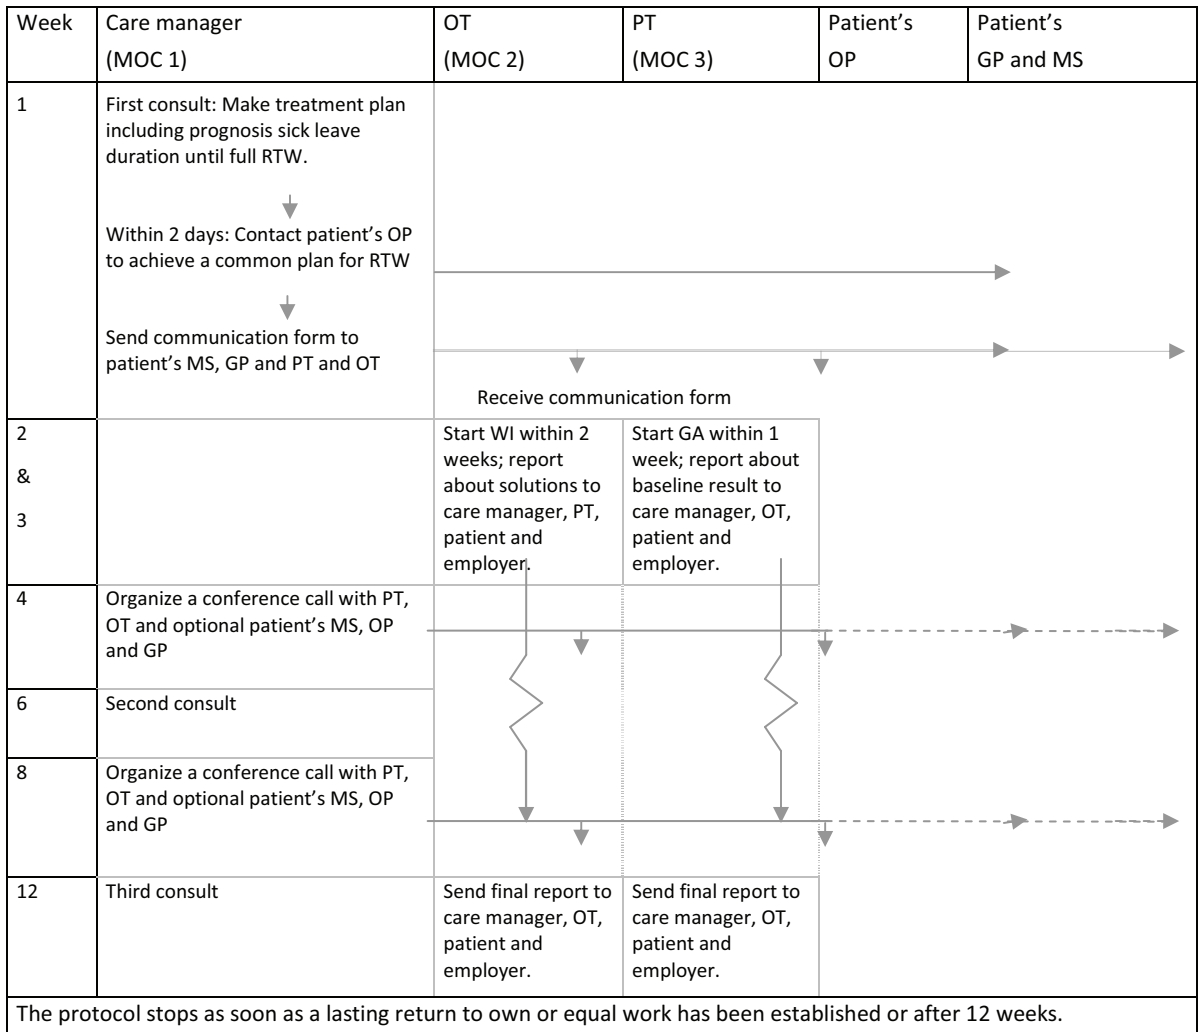 Week
Care manager
(MOC 1)
OT
(MOC 2)
PT
(MOC 3)
Patient's
OP
Patient's
GP and MS
1
First consult: Make treatment plan
including prognosis sick leave
duration until full RTW.
Within 2 days: Contact patient's OP
to achieve a common plan for RTW
Send communication form to
patient's MS, GP and PT and OT
Receive communication form
2
&
3
Start WI within 2
weeks; report
about solutions to
care manager, PT,
patient and
employer.
Start GA within 1
week; report about
baseline result to
care manager, OT,
patient and
employer.
4
Organize a conference call with PT,
OT and optional patient's MS, OP
and GP
6
Second consult
8
Organize a conference call with PT,
OT and optional patient's MS, OP
and GP
12
Third consult
Send final report to
care manager, OT,
patient and
employer.
Send final report to
care manager, OT,
patient and
employer.
The protocol stops as soon as a lasting return to own or equal work has been established or after 12 weeks.